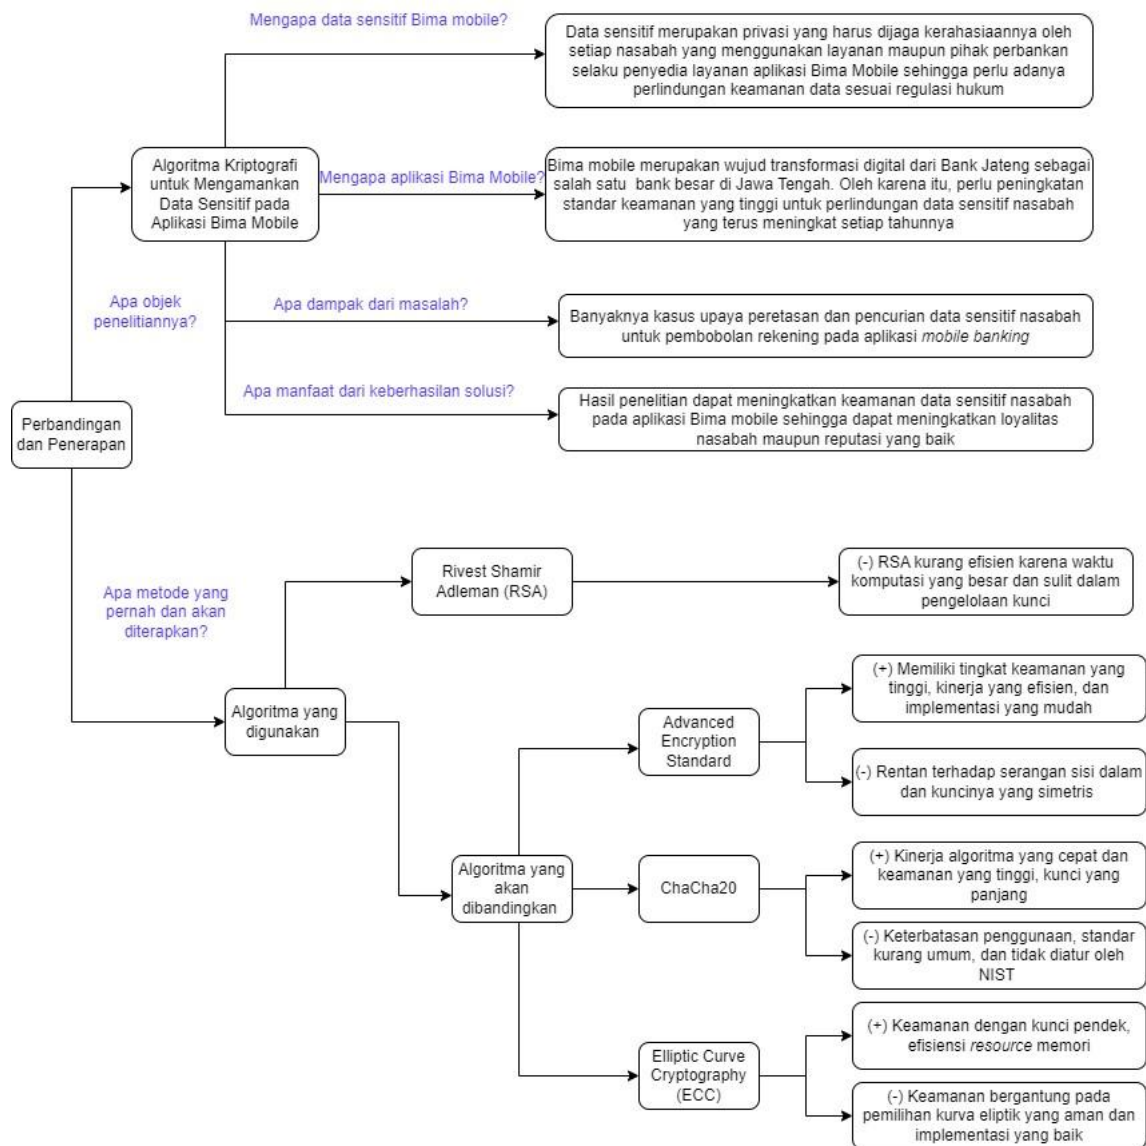 Mengapa data sensitif Bima mobile?
Data sensitif merupakan privasi yang harus dijaga kerahasiaannya oleh
setiap nasabah yang menggunakan layanan maupun pihak perbankan
selaku penyedia layanan aplikasi Bima Mobile sehingga perlu adanya
perlindungan keamanan data sesuai regulasi hukum
Algoritma Kriptografi
untuk Mengamankan
Data Sensitif pada
Aplikasi Bima Mobile
Mengapa aplikasi Bima Mobile?
Bima mobile merupakan wujud transformasi digital dari Bank Jateng sebagai
salah satu bank besar di Jawa Tengah. Oleh karena itu, perlu peningkatan
standar keamanan yang tinggi untuk perlindungan data sensitif nasabah
yang terus meningkat setiap tahunnya
Apa objek
penelitiannya?
Apa dampak dari masalah?
Banyaknya kasus upaya peretasan dan pencurian data sensitif nasabah
untuk pembobolan rekening pada aplikasi mobile banking
Apa manfaat dari keberhasilan solusi?
Hasil penelitian dapat meningkatkan keamanan data sensitif nasabah
pada aplikasi Bima mobile sehingga dapat meningkatkan loyalitas
nasabah maupun reputasi yang baik
Perbandingan
dan Penerapan
Apa metode yang
pernah dan akan
diterapkan?
Rivest Shamir
Adleman (RSA)
(-) RSA kurang efisien karena waktu
komputasi yang besar dan sulit dalam
pengelolaan kunci
Algoritma yang
digunakan
Advanced
Encryption
Standard
(+) Memiliki tingkat keamanan yang
tinggi, kinerja yang efisien, dan
implementasi yang mudah
(-) Rentan terhadap serangan sisi dalam
dan kuncinya yang simetris
Algoritma yang
akan
dibandingkan
ChaCha20
(+) Kinerja algoritma yang cepat dan
keamanan yang tinggi, kunci yang
panjang
(-) Keterbatasan penggunaan, standar
kurang umum, dan tidak diatur oleh
NIST
Elliptic Curve
Cryptography
(ECC)
(+) Keamanan dengan kunci pendek,
efisiensi resource memori
(-) Keamanan bergantung pada
pemilihan kurva eliptik yang aman dan
implementasi yang baik